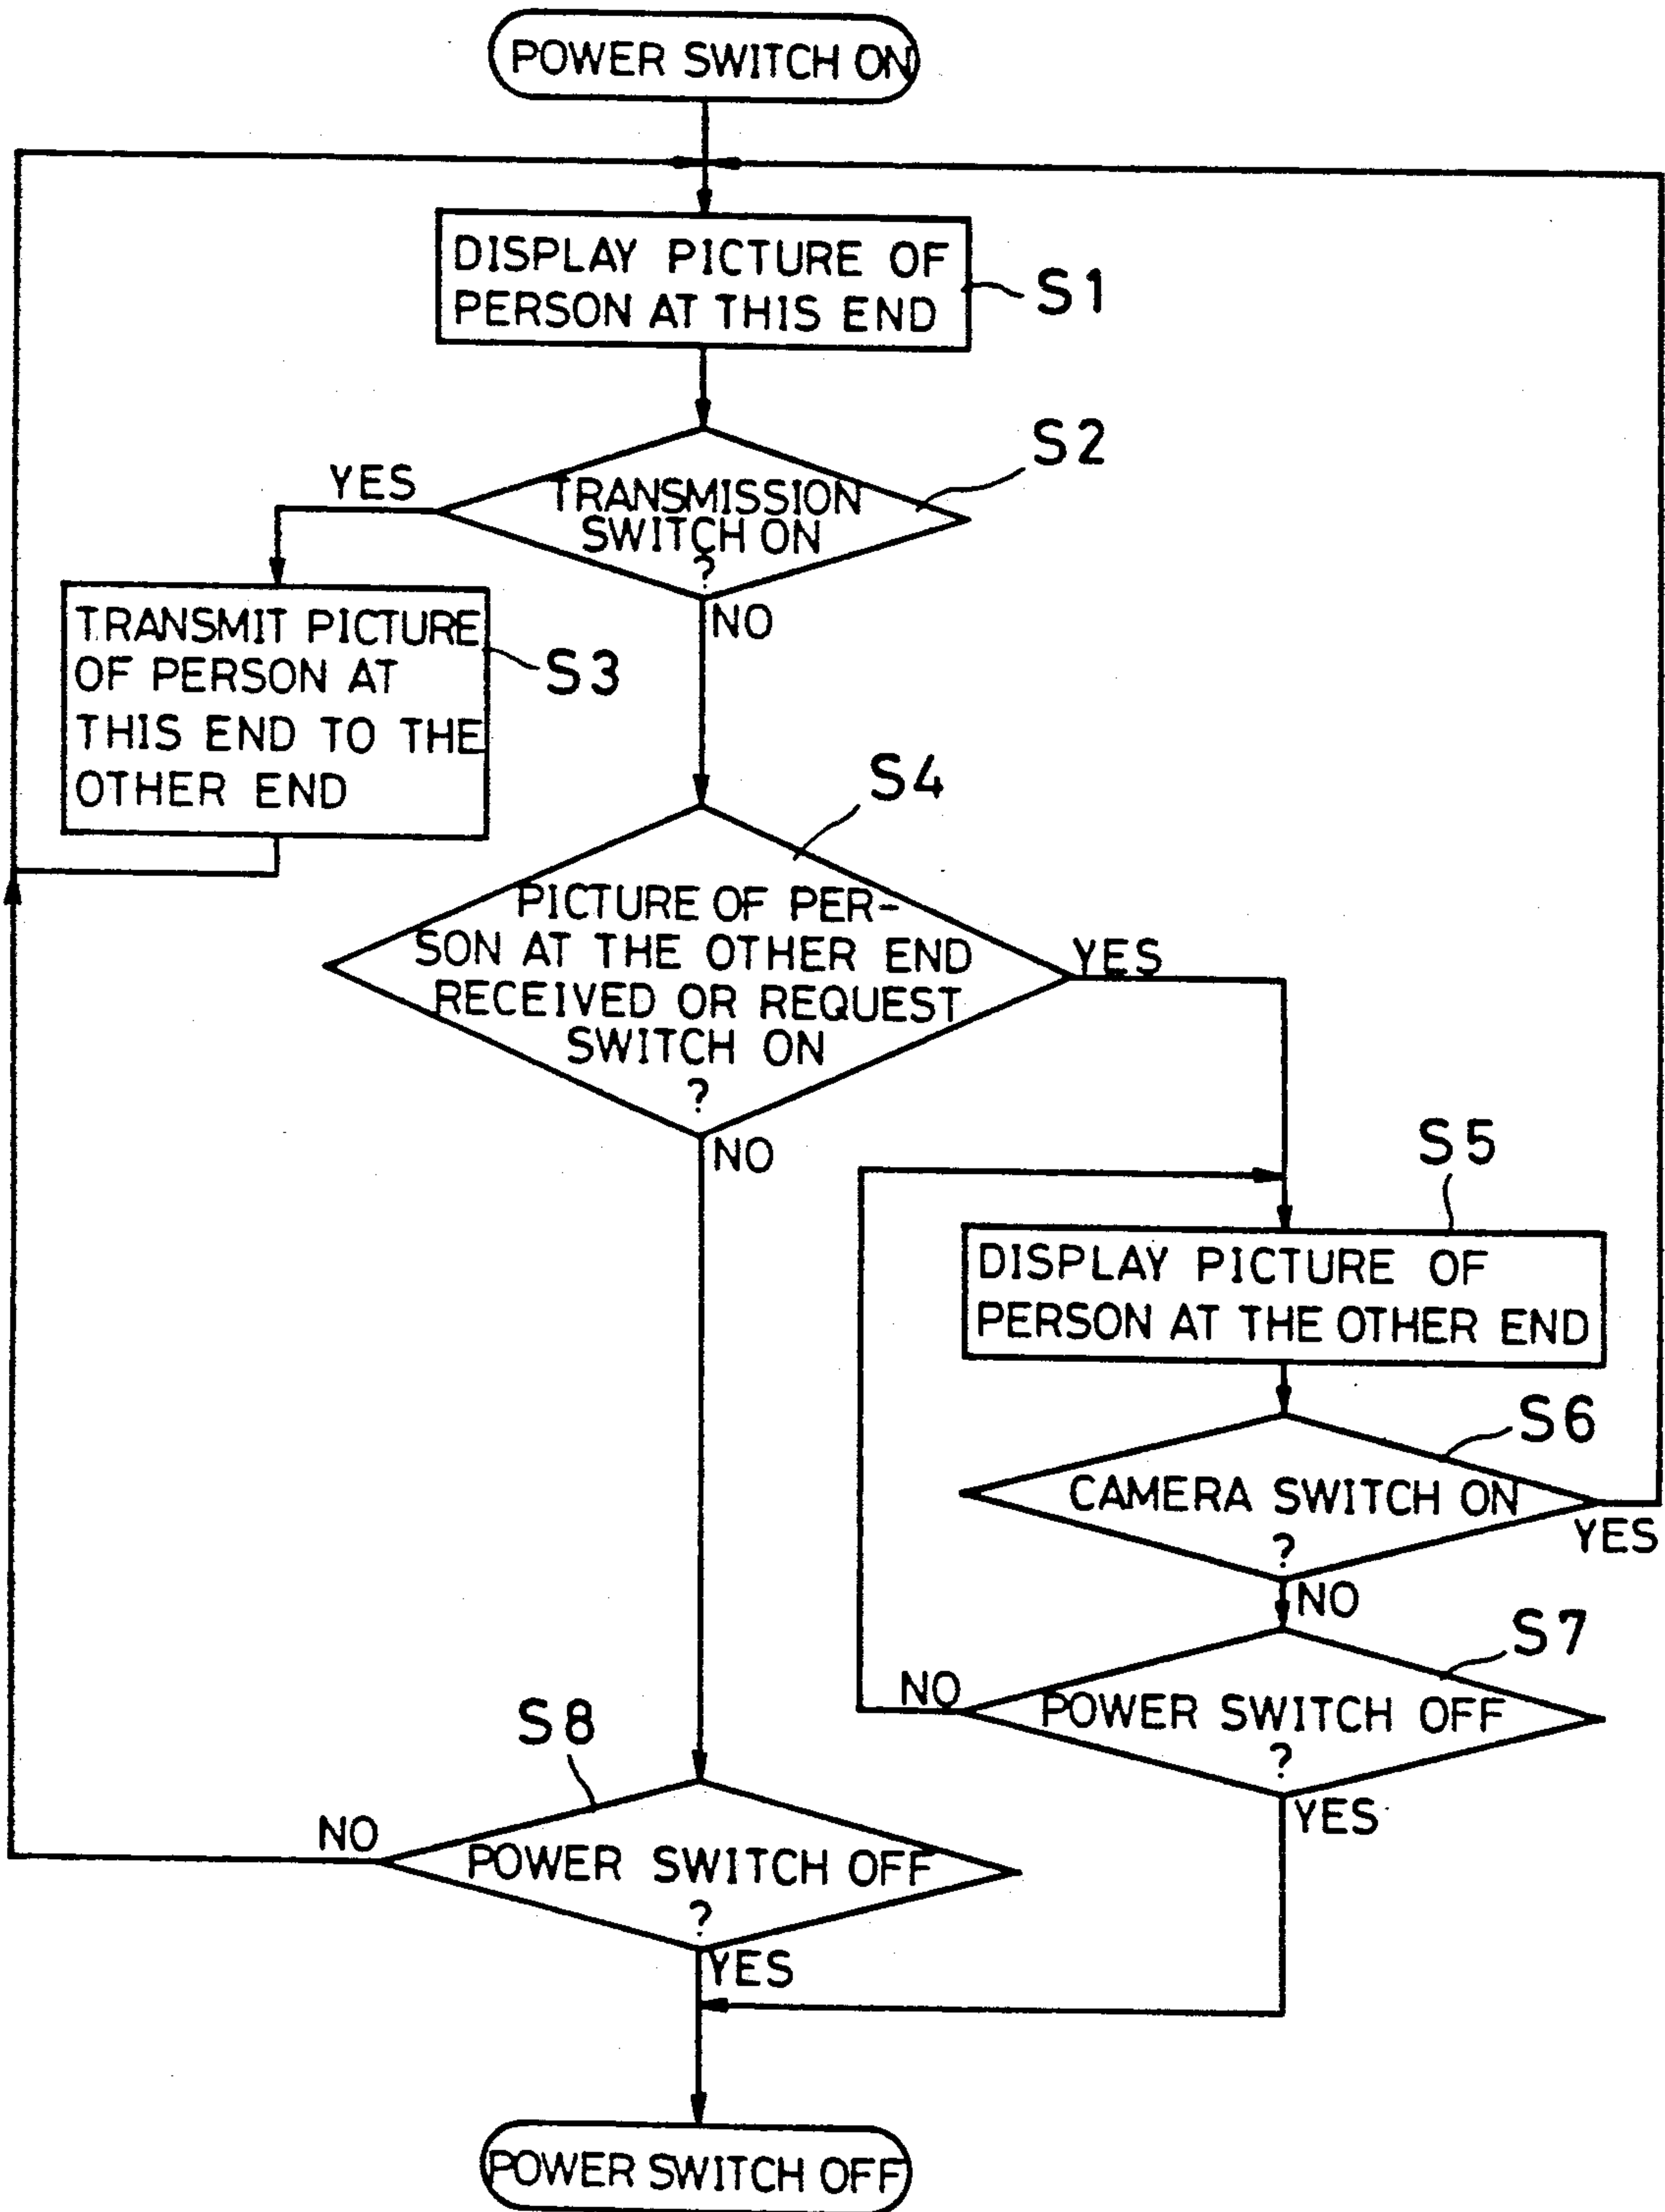 POWER SWITCH ON
DISPLAY PICTURE OF
PERSON AT THIS END
S1
S2
YES
TRANSMISSION
SWITCH ON
?
NO
TRANSMIT PICTURE
OF PERSON AT
THIS END TO THE
OTHER END
S3
S4
PICTURE OF PER-
SON AT THE OTHER END
RECEIVED OR REQUEST
SWITCH ON
?
YES
NO
S5
DISPLAY PICTURE OF
PERSON AT THE OTHER END
S6
CAMERA SWITCH ON
?
YES
NO
S7
NO
POWER SWITCH OFF
?
YES
S8
NO
POWER SWITCH OFF
?
YES
POWER SWITCH OFF